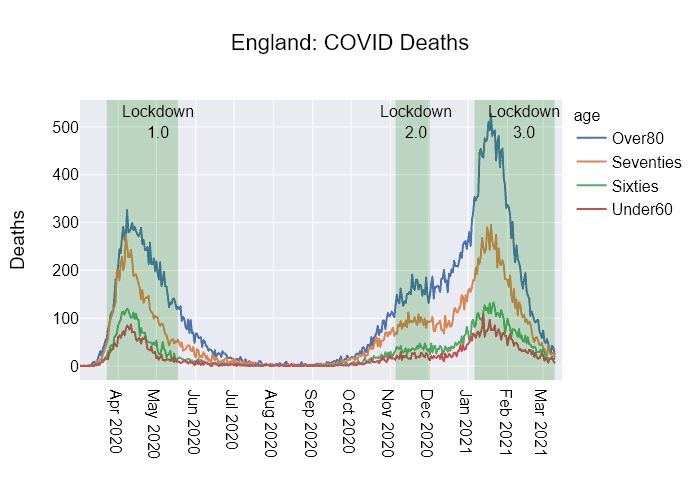 England: COVID Deaths
Lockdown
1.0
Lockdown
2.0
Lockdown
3.0
age
Over80
Seventies
Sixties
Under60
Deaths
500
400
300
200
100
0
Apr 2020
May 2020
Jun 2020
Jul 2020
Aug 2020
Sep 2020
Oct 2020
Nov 2020
Dec 2020
Jan 2021
Feb 2021
Mar 2021